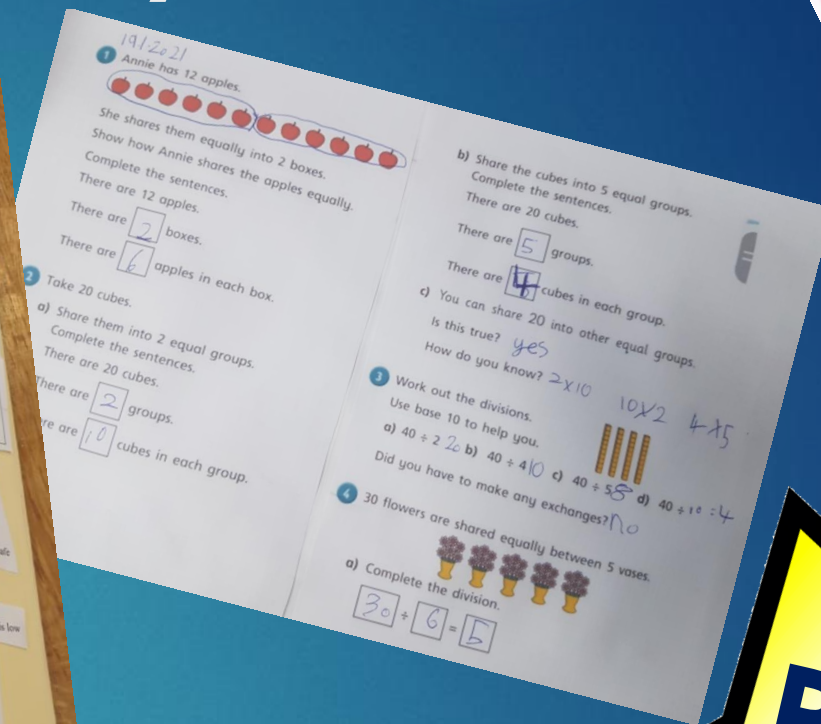 191-2021
1 Annie has 12 apples.
She shares them equally into 2 boxes.
Show how Annie shares the apples equally.
Complete the sentences.
There are 12 apples.
There are 2 boxes.
There are 6 apples in each box.
2 Take 20 cubes.
a) Share them into 2 equal groups.
Complete the sentences.
There are 20 cubes.
There are 2 groups.
re are 10 cubes in each group.
b) Share the cubes into 5 equal groups.
Complete the sentences.
There are 20 cubes.
There are 5 groups.
There are 4 cubes in each group.
c) You can share 20 into other equal groups.
Is this true? yes
How do you know? 2x10 10x2 4x5
3 Work out the divisions.
Use base 10 to help you.
a) 40 ÷ 2 20 b) 40 ÷ 4 10 c) 40 ÷ 5 8 d) 40 ÷ 10 = 4
Did you have to make any exchanges? no
4 30 flowers are shared equally between 5 vases.
a) Complete the division.
30 ÷ 6 = 5
s low